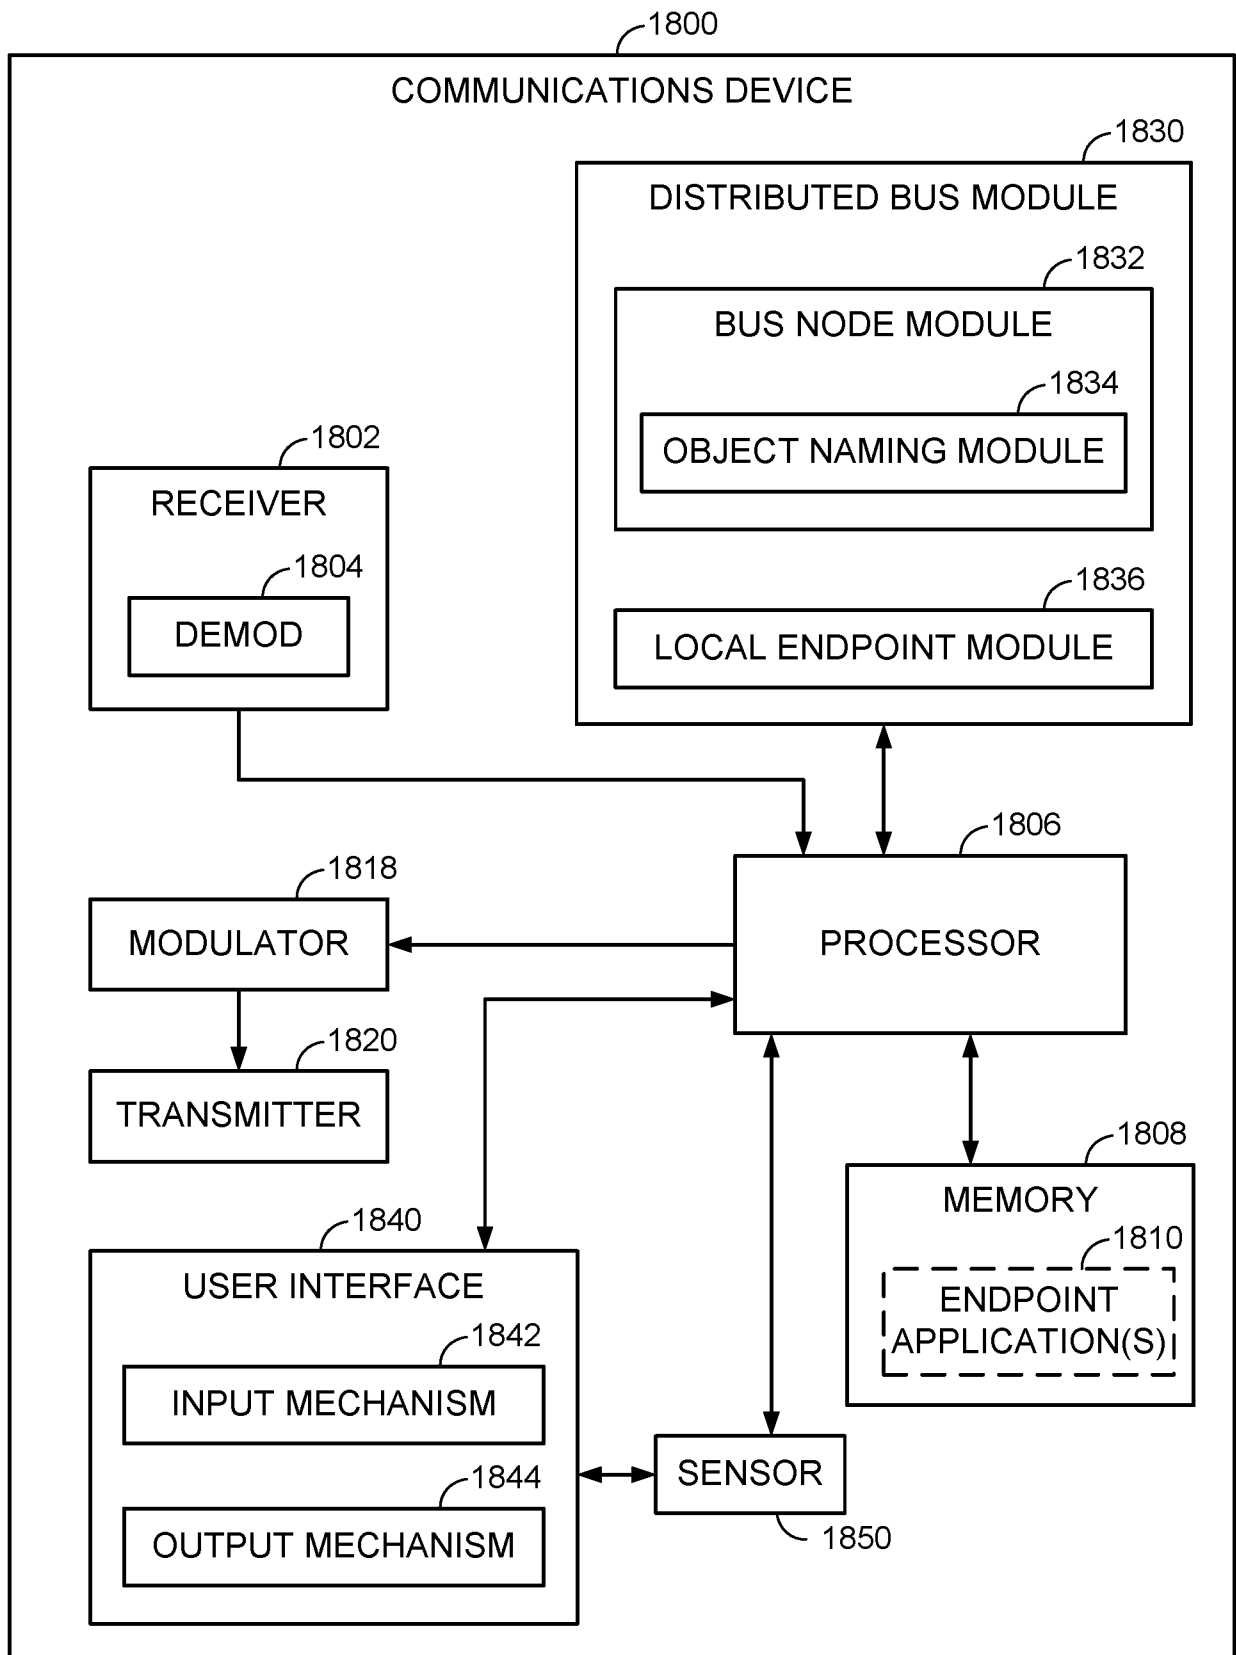 1800
COMMUNICATIONS DEVICE
1830
DISTRIBUTED BUS MODULE
1832
BUS NODE MODULE
1834
OBJECT NAMING MODULE
1836
LOCAL ENDPOINT MODULE
1802
RECEIVER
1804
DEMOD
1806
PROCESSOR
1818
MODULATOR
1820
TRANSMITTER
1808
MEMORY
1810
ENDPOINT
APPLICATION(S)
1840
USER INTERFACE
1842
INPUT MECHANISM
1844
OUTPUT MECHANISM
SENSOR
1850